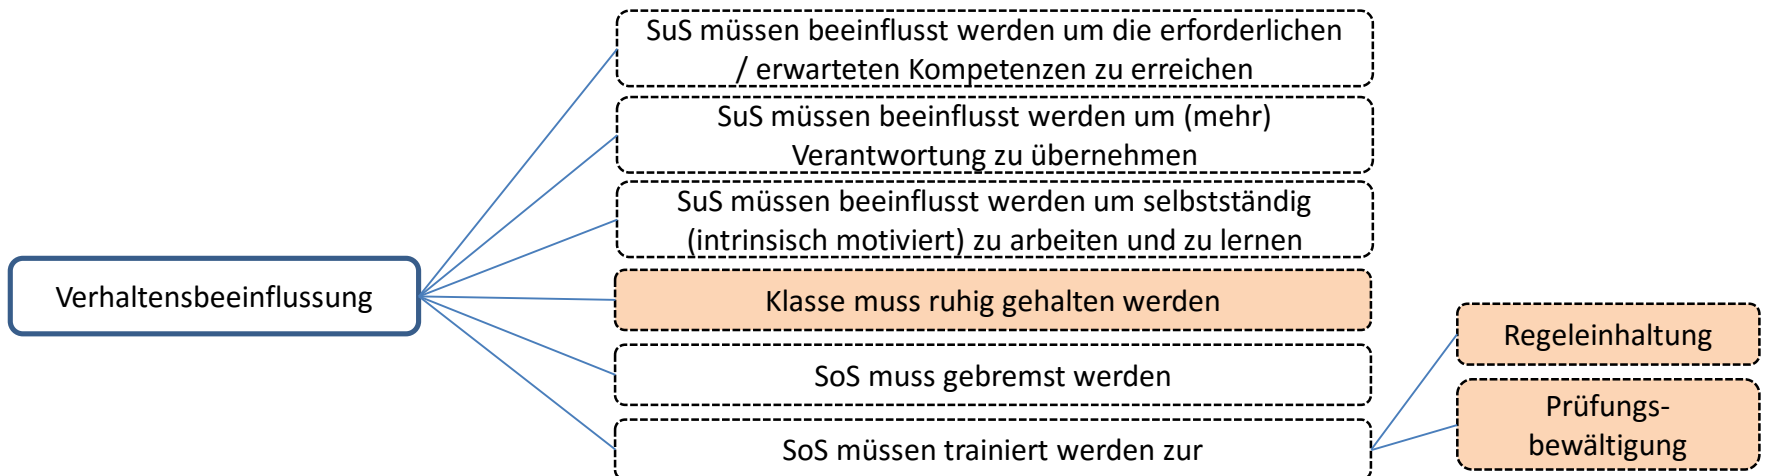 SuS müssen beeinflusst werden um die erforderlichen
/ erwarteten Kompetenzen zu erreichen
SuS müssen beeinflusst werden um (mehr)
Verantwortung zu übernehmen
SuS müssen beeinflusst werden um selbstständig
(intrinsisch motiviert) zu arbeiten und zu lernen
Verhaltensbeeinflussung
Klasse muss ruhig gehalten werden
SoS muss gebremst werden
SoS müssen trainiert werden zur
Regeleinhaltung
Prüfungs-
bewältigung